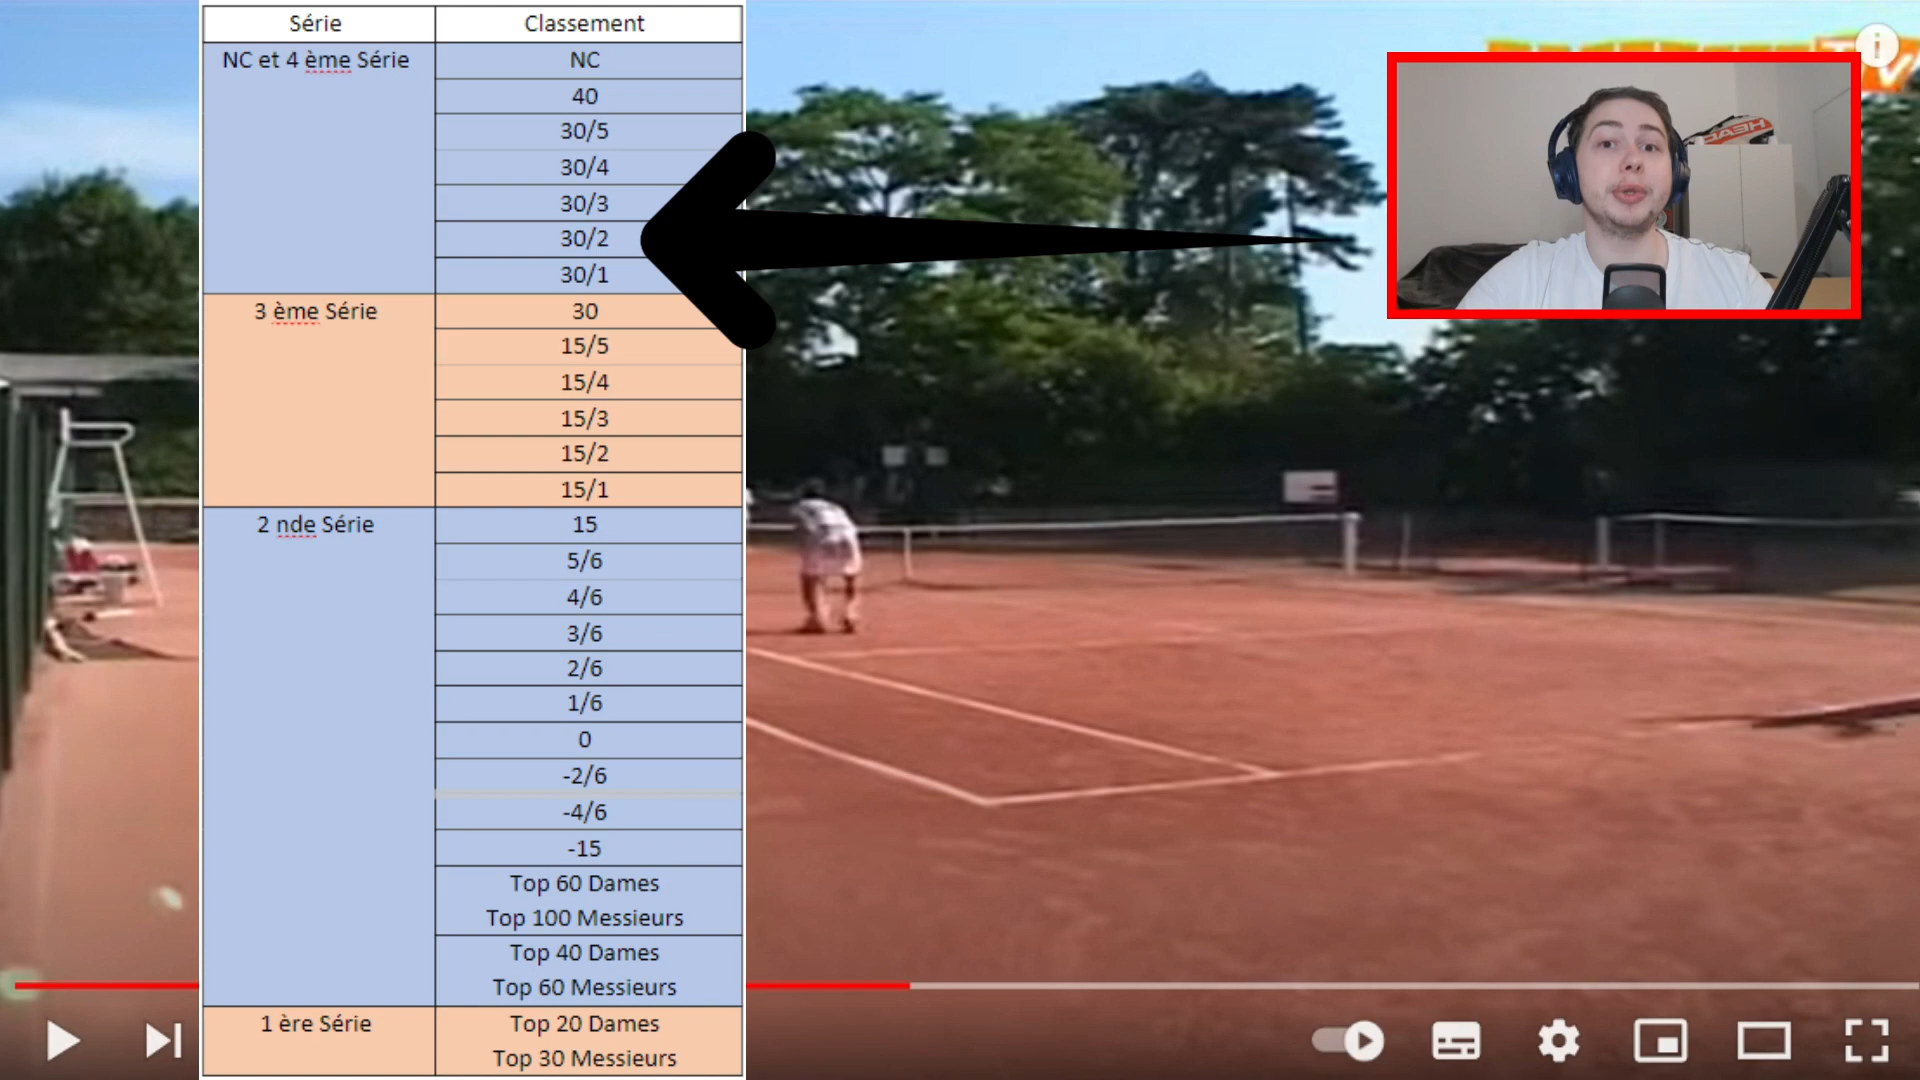 Série Classement
NC et 4 ème Série NC
40
30/5
30/4
30/3
30/2
30/1
3 ème Série 30
15/5
15/4
15/3
15/2
15/1
2 nde Série 15
5/6
4/6
3/6
2/6
1/6
0
-2/6
-4/6
-15
Top 60 Dames
Top 100 Messieurs
Top 40 Dames
Top 60 Messieurs
1 ère Série Top 20 Dames
Top 30 Messieurs
TV
HEAD